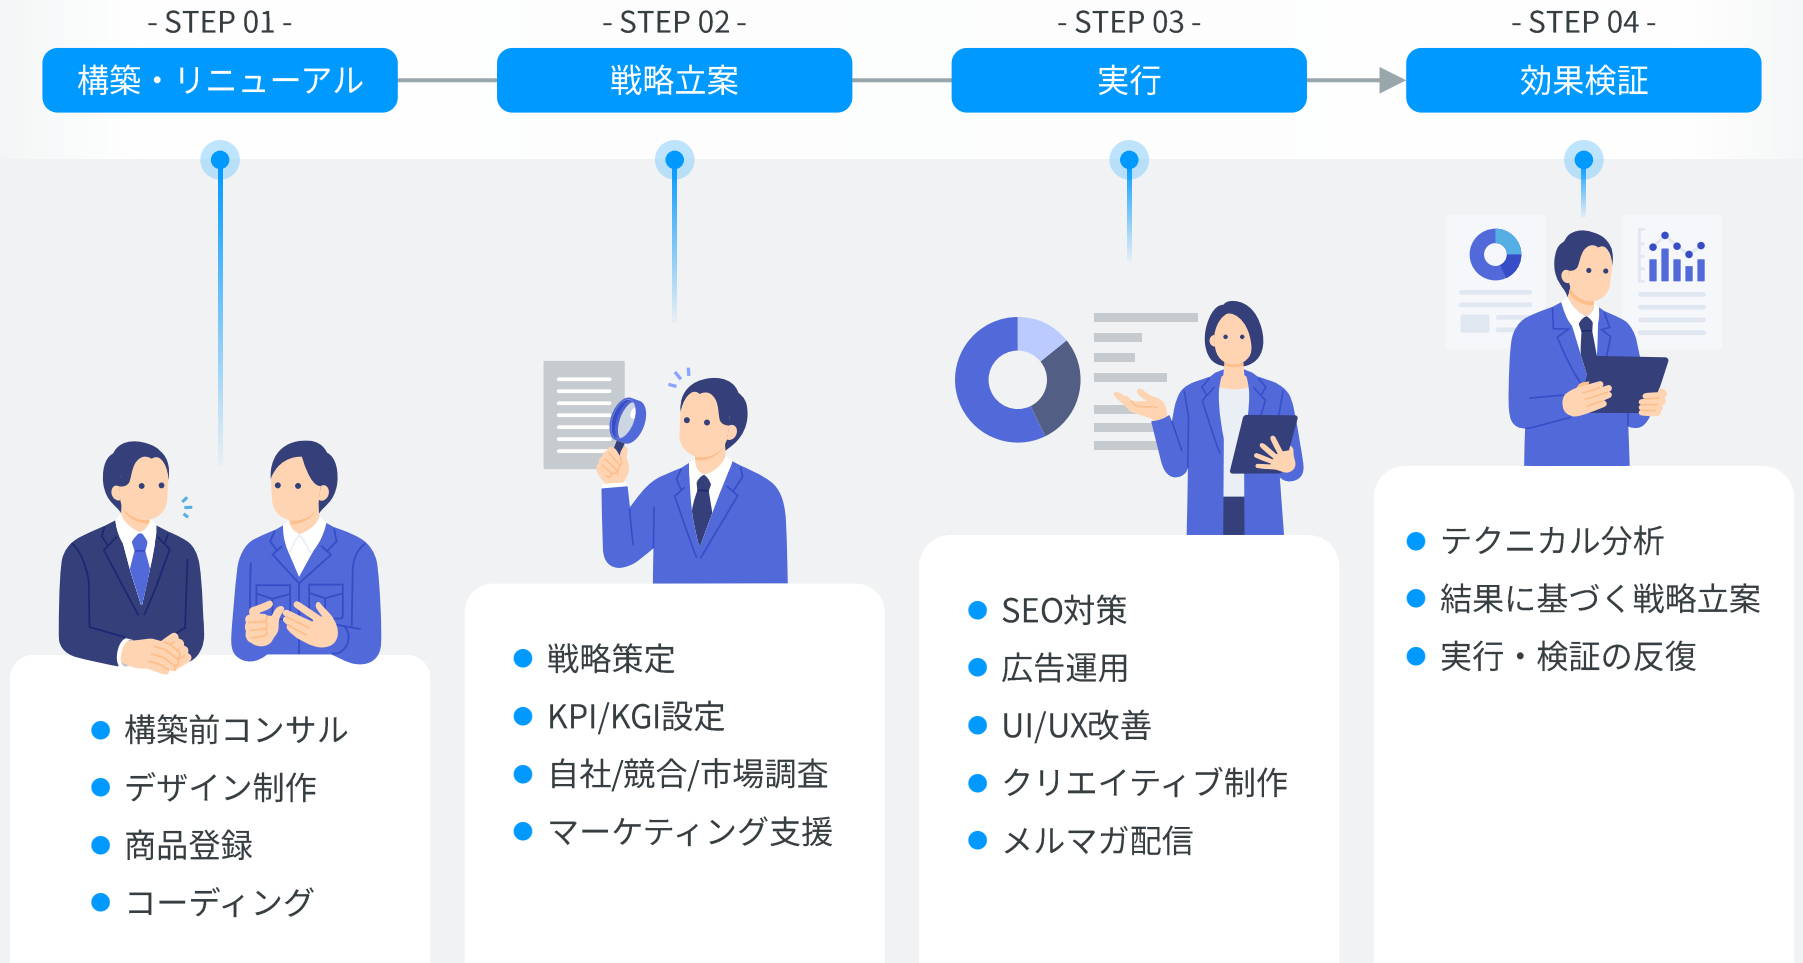 - STEP 01 -
構築・リニューアル
構築前コンサル
デザイン制作
商品登録
コーディング
- STEP 02 -
戦略立案
戦略策定
KPI/KGI設定
自社/競合/市場調査
マーケティング支援
- STEP 03 -
実行
SEO対策
広告運用
UI/UX改善
クリエイティブ制作
メルマガ配信
- STEP 04 -
効果検証
テクニカル分析
結果に基づく戦略立案
実行・検証の反復